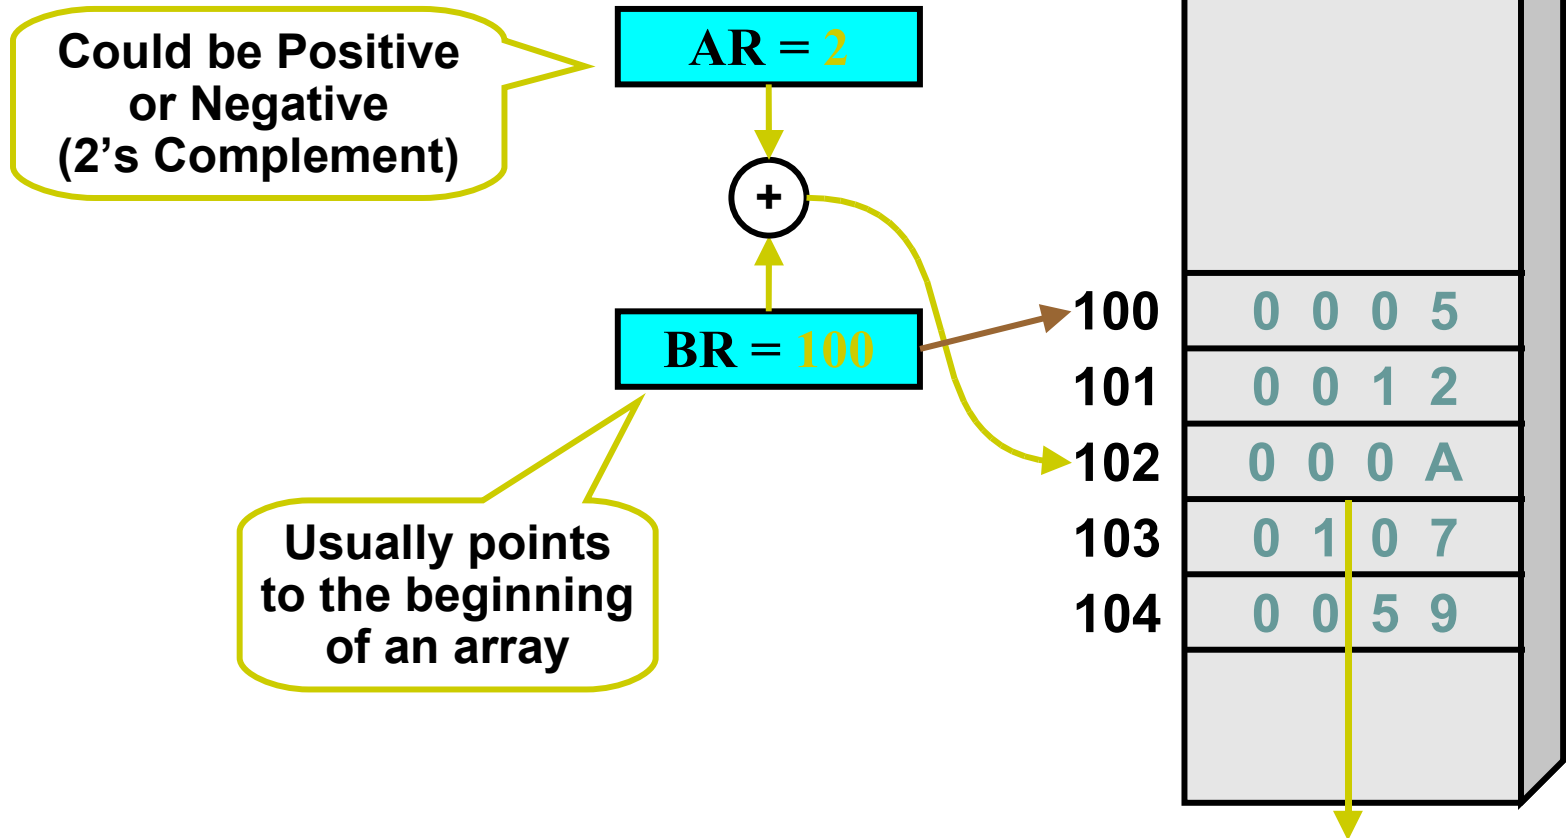 Could be Positive
or Negative
(2's Complement)
AR = 2
+
BR = 100
Usually points
to the beginning
of an array
100 0 0 0 5
101 0 0 1 2
102 0 0 0 A
103 0 1 0 7
104 0 0 5 9